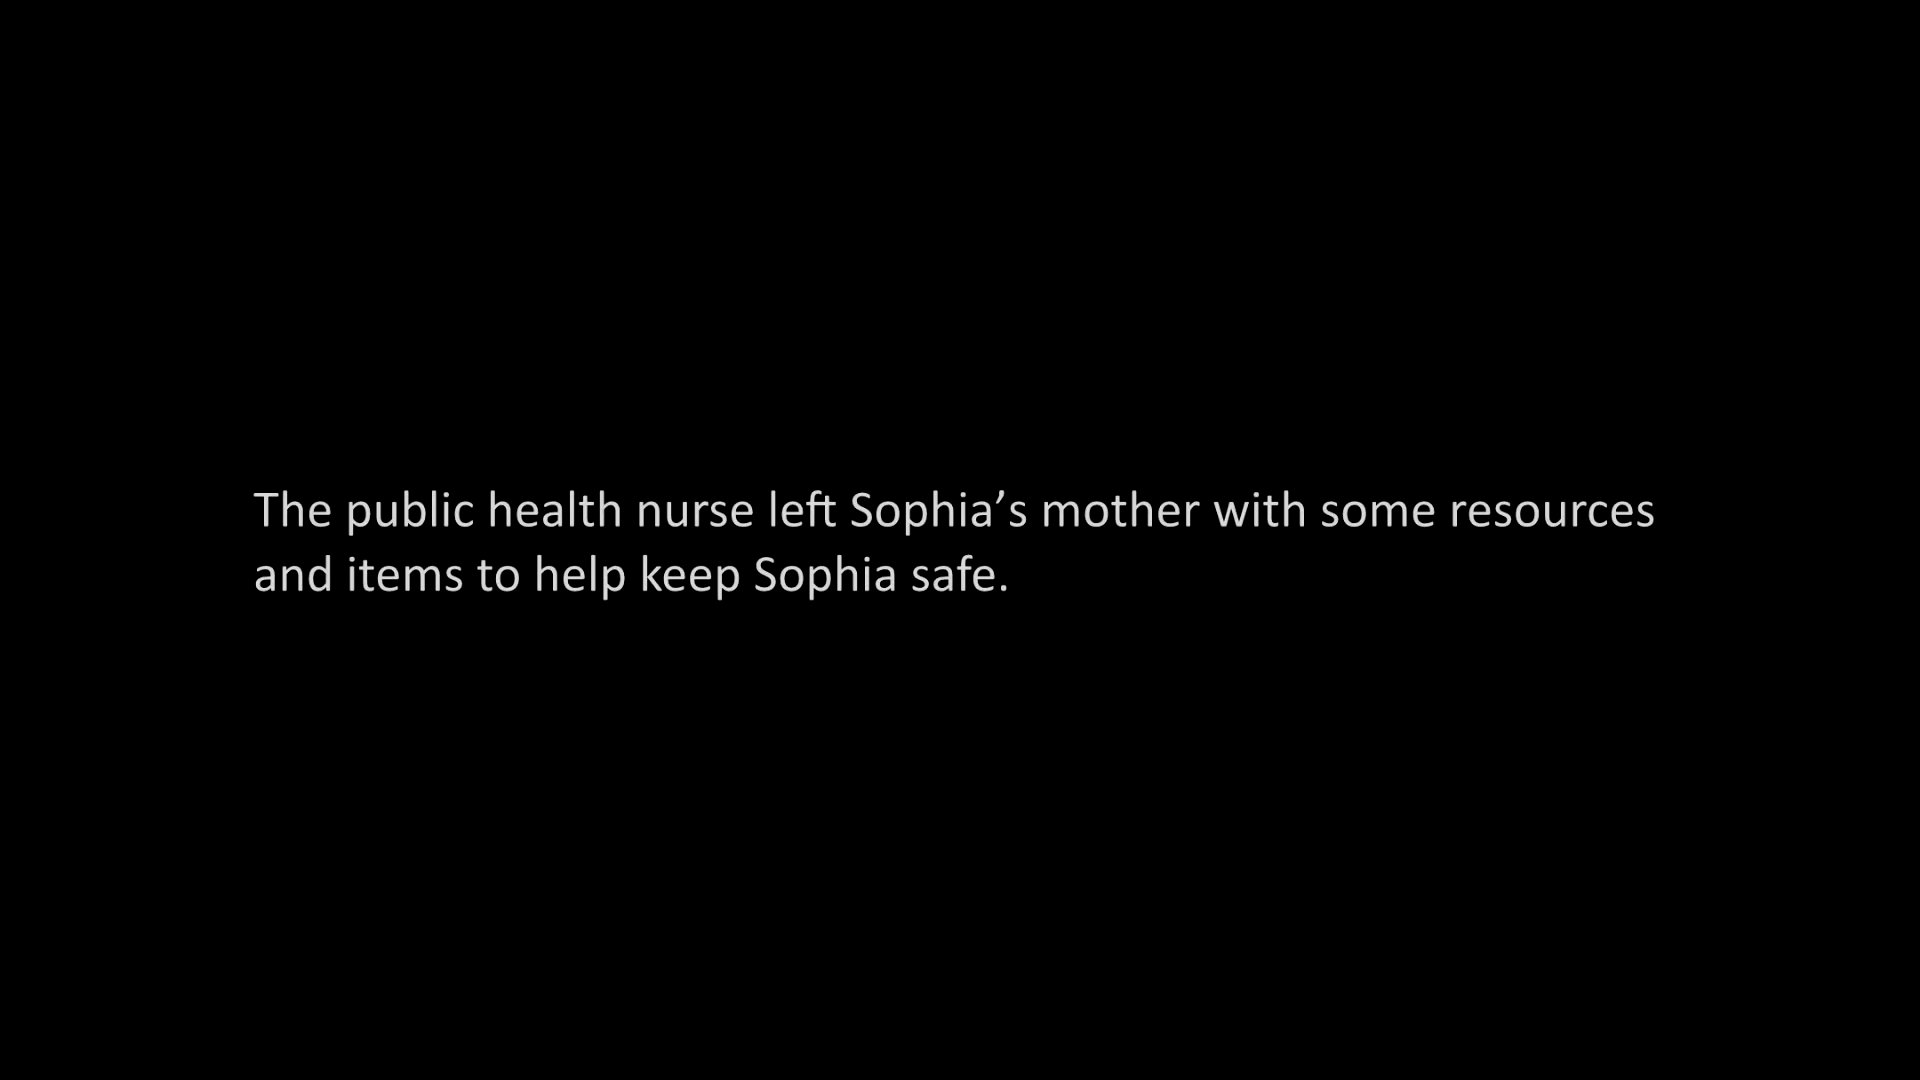 The public health nurse left Sophia’s mother with some resources
and items to help keep Sophia safe.